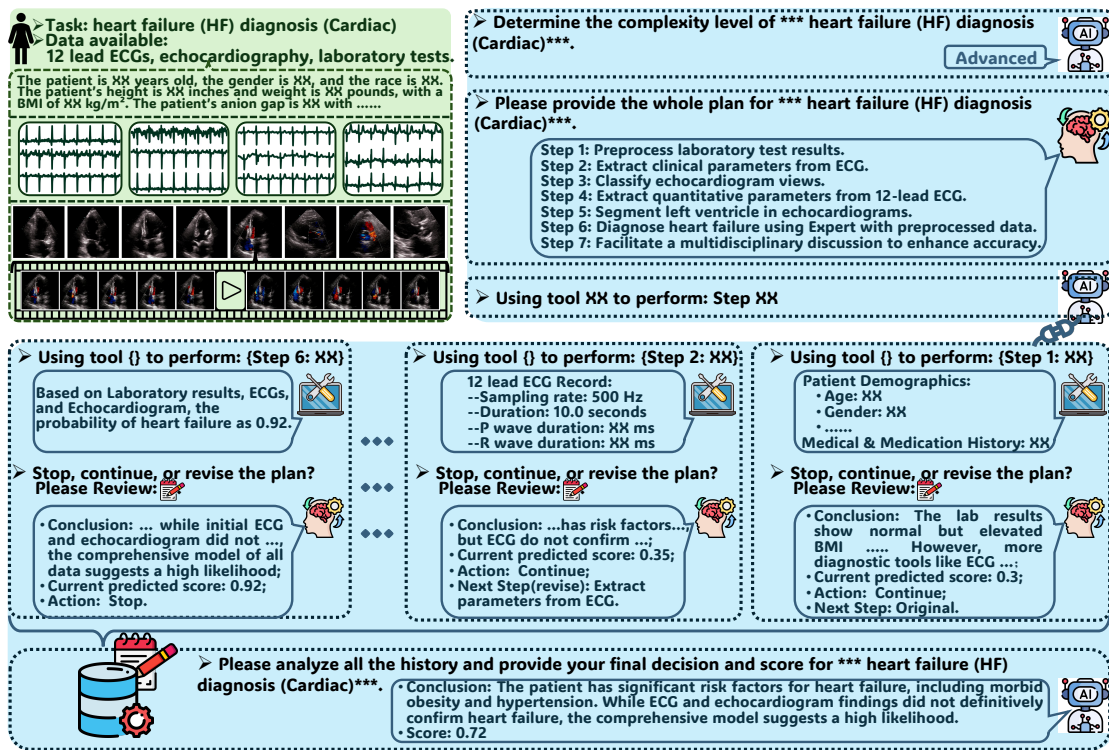 ➢Task: heart failure (HF) diagnosis (Cardiac)
➢Data available:
12 lead ECGs, echocardiography, laboratory tests.
The patient is XX years old, the gender is XX, and the race is XX.
The patient's height is XX inches and weight is XX pounds, with a
BMI of XX kg/m². The patient's anion gap is XX with ......
➢ Determine the complexity level of *** heart failure (HF) diagnosis
(Cardiac)***.
AI
Advanced
➢ Please provide the whole plan for *** heart failure (HF) diagnosis
(Cardiac)***.
Step 1: Preprocess laboratory test results.
Step 2: Extract clinical parameters from ECG.
Step 3: Classify echocardiogram views.
Step 4: Extract quantitative parameters from 12-lead ECG.
Step 5: Segment left ventricle in echocardiograms.
Step 6: Diagnose heart failure using Expert with preprocessed data.
Step 7: Facilitate a multidisciplinary discussion to enhance accuracy.
➢ Using tool XX to perform: Step XX
AI
➢ Using tool {} to perform: {Step 6: XX}
Based on Laboratory results, ECGs,
and Echocardiogram, the
probability of heart failure as 0.92.
➢ Stop, continue, or revise the plan?
Please Review:
• Conclusion: ... while initial ECG
and echocardiogram did not ...,
the comprehensive model of all
data suggests a high likelihood;
• Current predicted score: 0.92;
• Action: Stop.
➢ Using tool {} to perform: {Step 2: XX}
12 lead ECG Record:
--Sampling rate: 500 Hz
--Duration: 10.0 seconds
--P wave duration: XX ms
--R wave duration: XX ms
➢ Stop, continue, or revise the plan?
Please Review:
• Conclusion: ...has risk factors...,
but ECG do not confirm ...;
• Current predicted score: 0.35;
• Action: Continue;
• Next Step(revise): Extract
parameters from ECG.
➢ Using tool {} to perform: {Step 1: XX}
Patient Demographics:
• Age: XX
• Gender: XX
• ......
Medical & Medication History: XX
➢ Stop, continue, or revise the plan?
Please Review:
• Conclusion: The lab results
show normal but elevated
BMI ..... However, more
diagnostic tools like ECG ...;
• Current predicted score: 0.3;
• Action: Continue;
• Next Step: Original.
➢ Please analyze all the history and provide your final decision and score for *** heart failure (HF)
diagnosis (Cardiac)***.
• Conclusion: The patient has significant risk factors for heart failure, including morbid
obesity and hypertension. While ECG and echocardiogram findings did not definitively
confirm heart failure, the comprehensive model suggests a high likelihood.
• Score: 0.72
AI